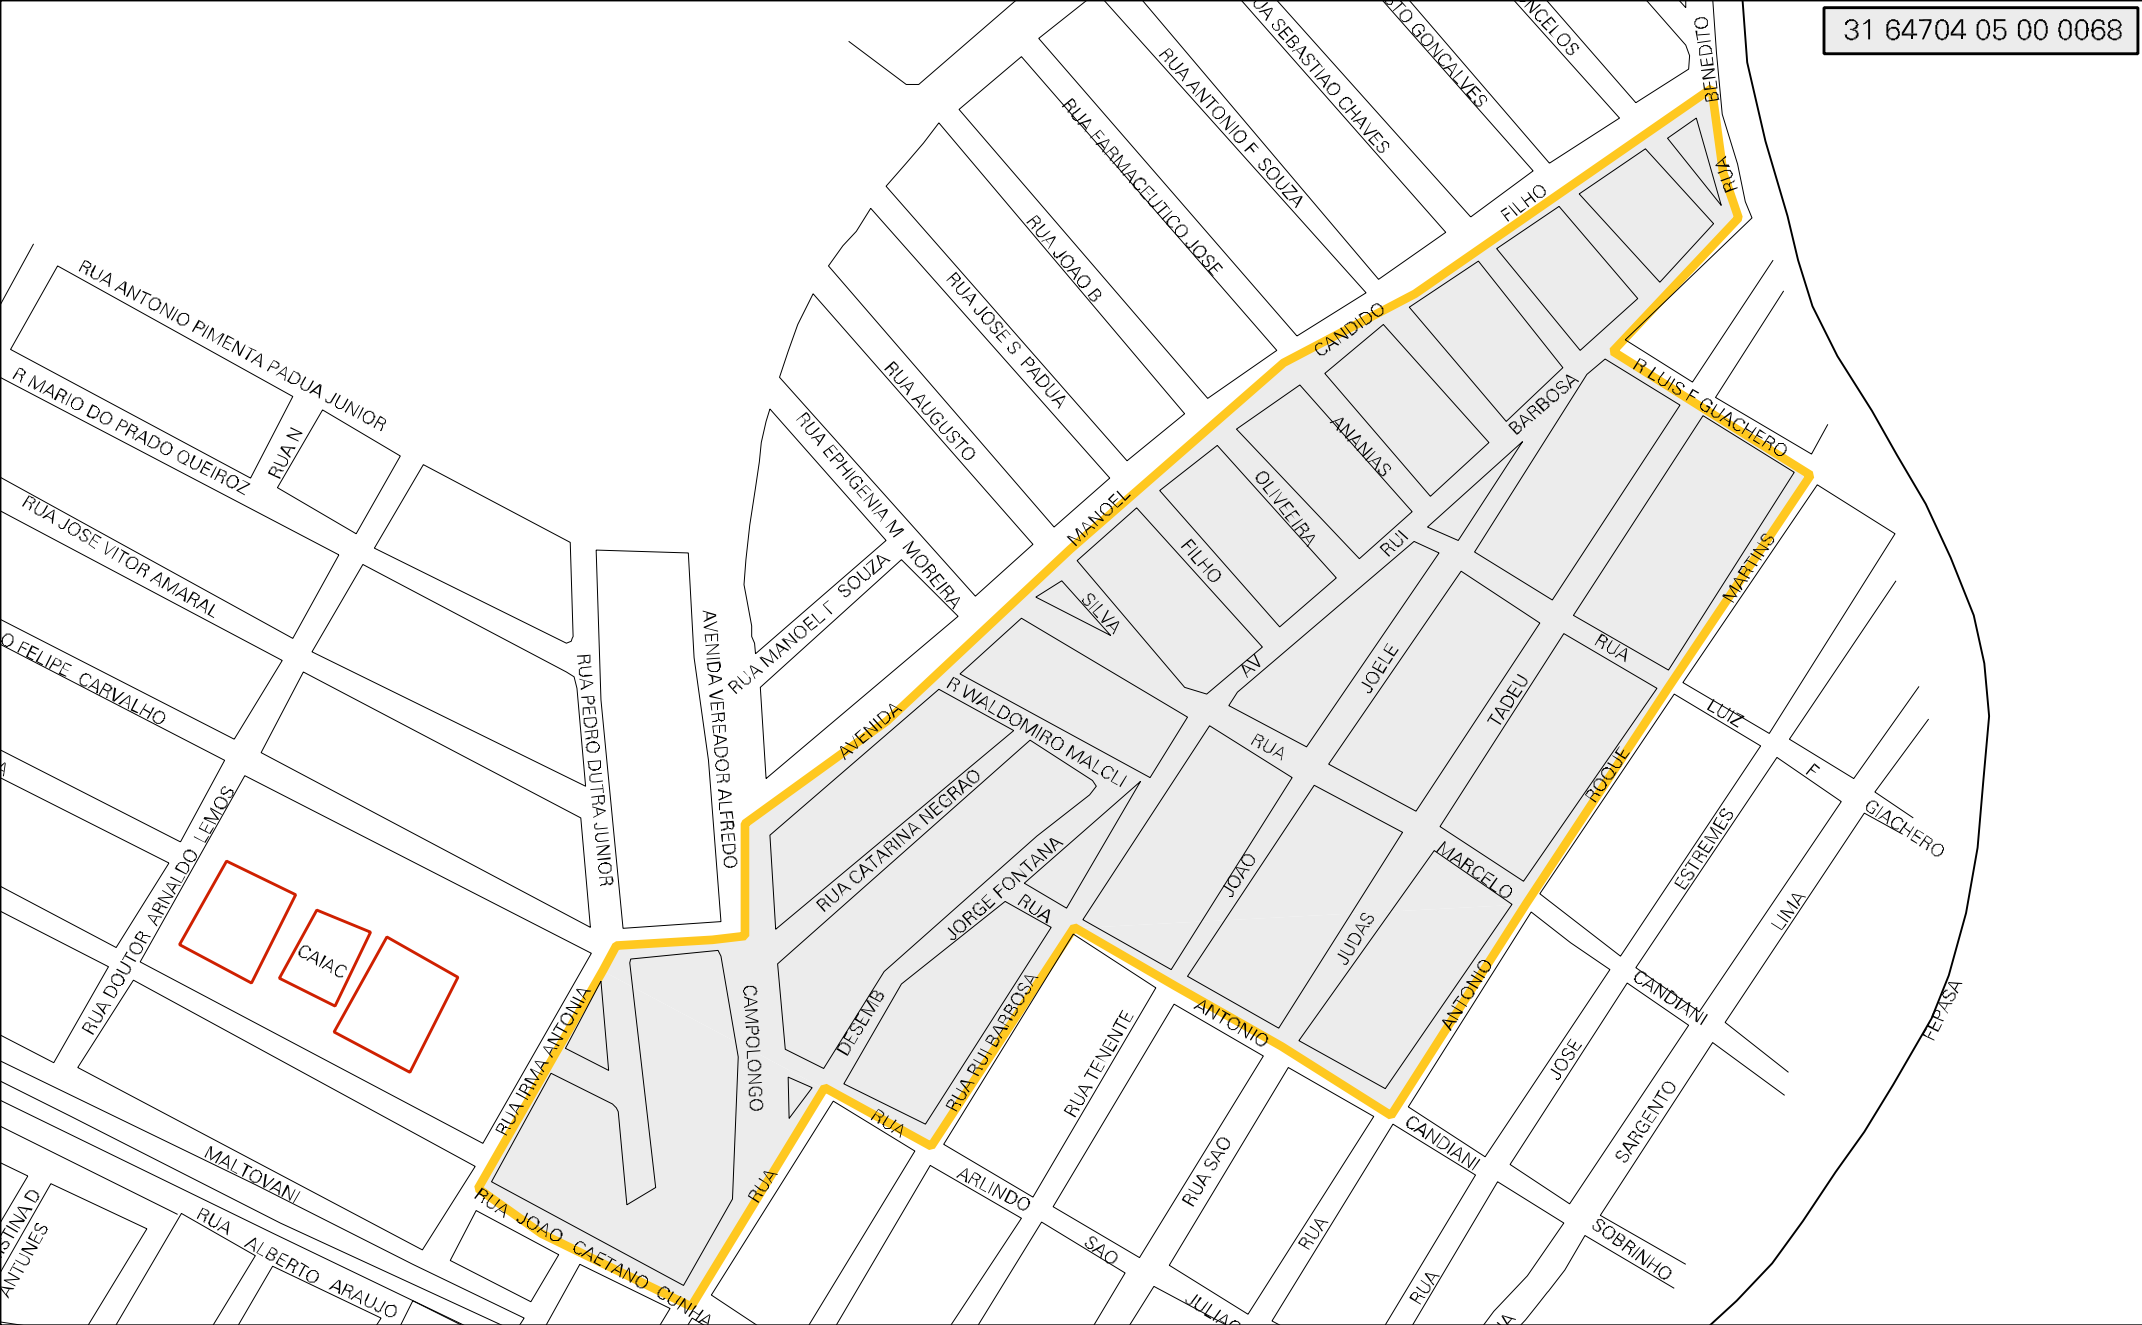 31 64704 05 00 0068
BENEDITO
RUA
RUA SEBASTIAO CHAVES
GONCALVES
RUA ANTONIO F SOUZA
RUA FARMACEUTICO JOSE
RUA JOAO B
RUA JOSE S PADUA
RUA AUGUSTO
RUA EPHIGENIA M MOREIRA
RUA MANOEL
SOUZA
AVENIDA
MANOEL
CANDIDO
FILHO
RUA ANTONIO PIMENTA PADUA JUNIOR
R MARIO DO PRADO QUEIROZ
RUA N
RUA JOSE VITOR AMARAL
O FELIPE CARVALHO
RUA PEDRO DUTRA JUNIOR
AVENIDA VEREADOR ALFREDO
CAMPOLONGO
RUA DOUTOR ARNALDO LEMOS
CAIAC
RUA IRMA ANTONIA
MALTOVANI
RUA ALBERTO ARAUJO
ANTUNES
STINA D
RUA JOAO CAETANO CUNHA
RUA
R LUIS F GUACHERO
BARBOSA
RUI
AV
ANANIAS
OLIVEEIRA
FILHO
SILVA
R WALDOMIRO MALCLI
RUA CATARINA NEGRAO
JORGE FONTANA
DESEMB
RUA
RUA RUI BARBOSA
RUA
ARLINDO
SAO
JULIAO
JOELE
TADEU
RUA
RUA
JOAO
JUDAS
MARCELO
MARTINS
ROQUE
ANTONIO
ANTONIO
CANDIANI
LUIZ
F
GIACHERO
ESTREMES
LIMA
CANDIANI
JOSE
SARGENTO
SOBRINHO
RUA TENENTE
RUA SAO
RUA
RUA
FEPASA